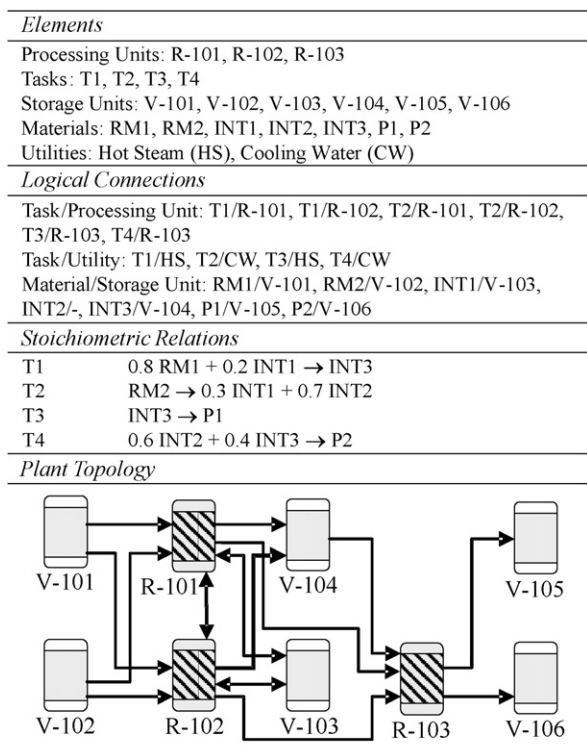 Elements
Processing Units: R-101, R-102, R-103
Tasks: T1, T2, T3, T4
Storage Units: V-101, V-102, V-103, V-104, V-105, V-106
Materials: RM1, RM2, INT1, INT2, INT3, P1, P2
Utilities: Hot Steam (HS), Cooling Water (CW)
Logical Connections
Task/Processing Unit: T1/R-101, T1/R-102, T2/R-101, T2/R-102,
T3/R-103, T4/R-103
Task/Utility: T1/HS, T2/CW, T3/HS, T4/CW
Material/Storage Unit: RM1/V-101, RM2/V-102, INT1/V-103,
INT2/-, INT3/V-104, P1/V-105, P2/V-106
Stoichiometric Relations
T1 0.8 RM1 + 0.2 INT1 → INT3
T2 RM2 → 0.3 INT1 + 0.7 INT2
T3 INT3 → P1
T4 0.6 INT2 + 0.4 INT3 → P2
Plant Topology
V-101 R-101 V-104 V-105
V-102 R-102 V-103 R-103 V-106